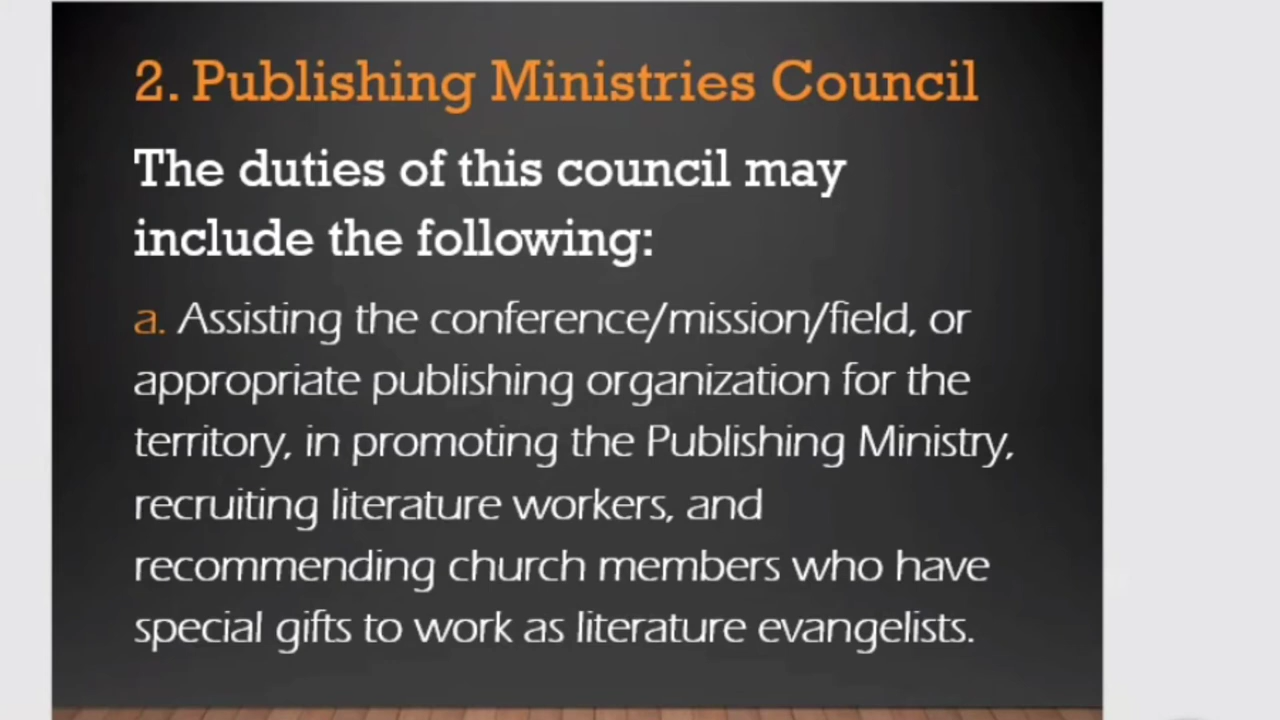 2. Publishing Ministries Council
The duties of this council may
include the following:
a. Assisting the conference/mission/field, or
appropriate publishing organization for the
territory, in promoting the Publishing Ministry,
recruiting literature workers, and
recommending church members who have
special gifts to work as literature evangelists.